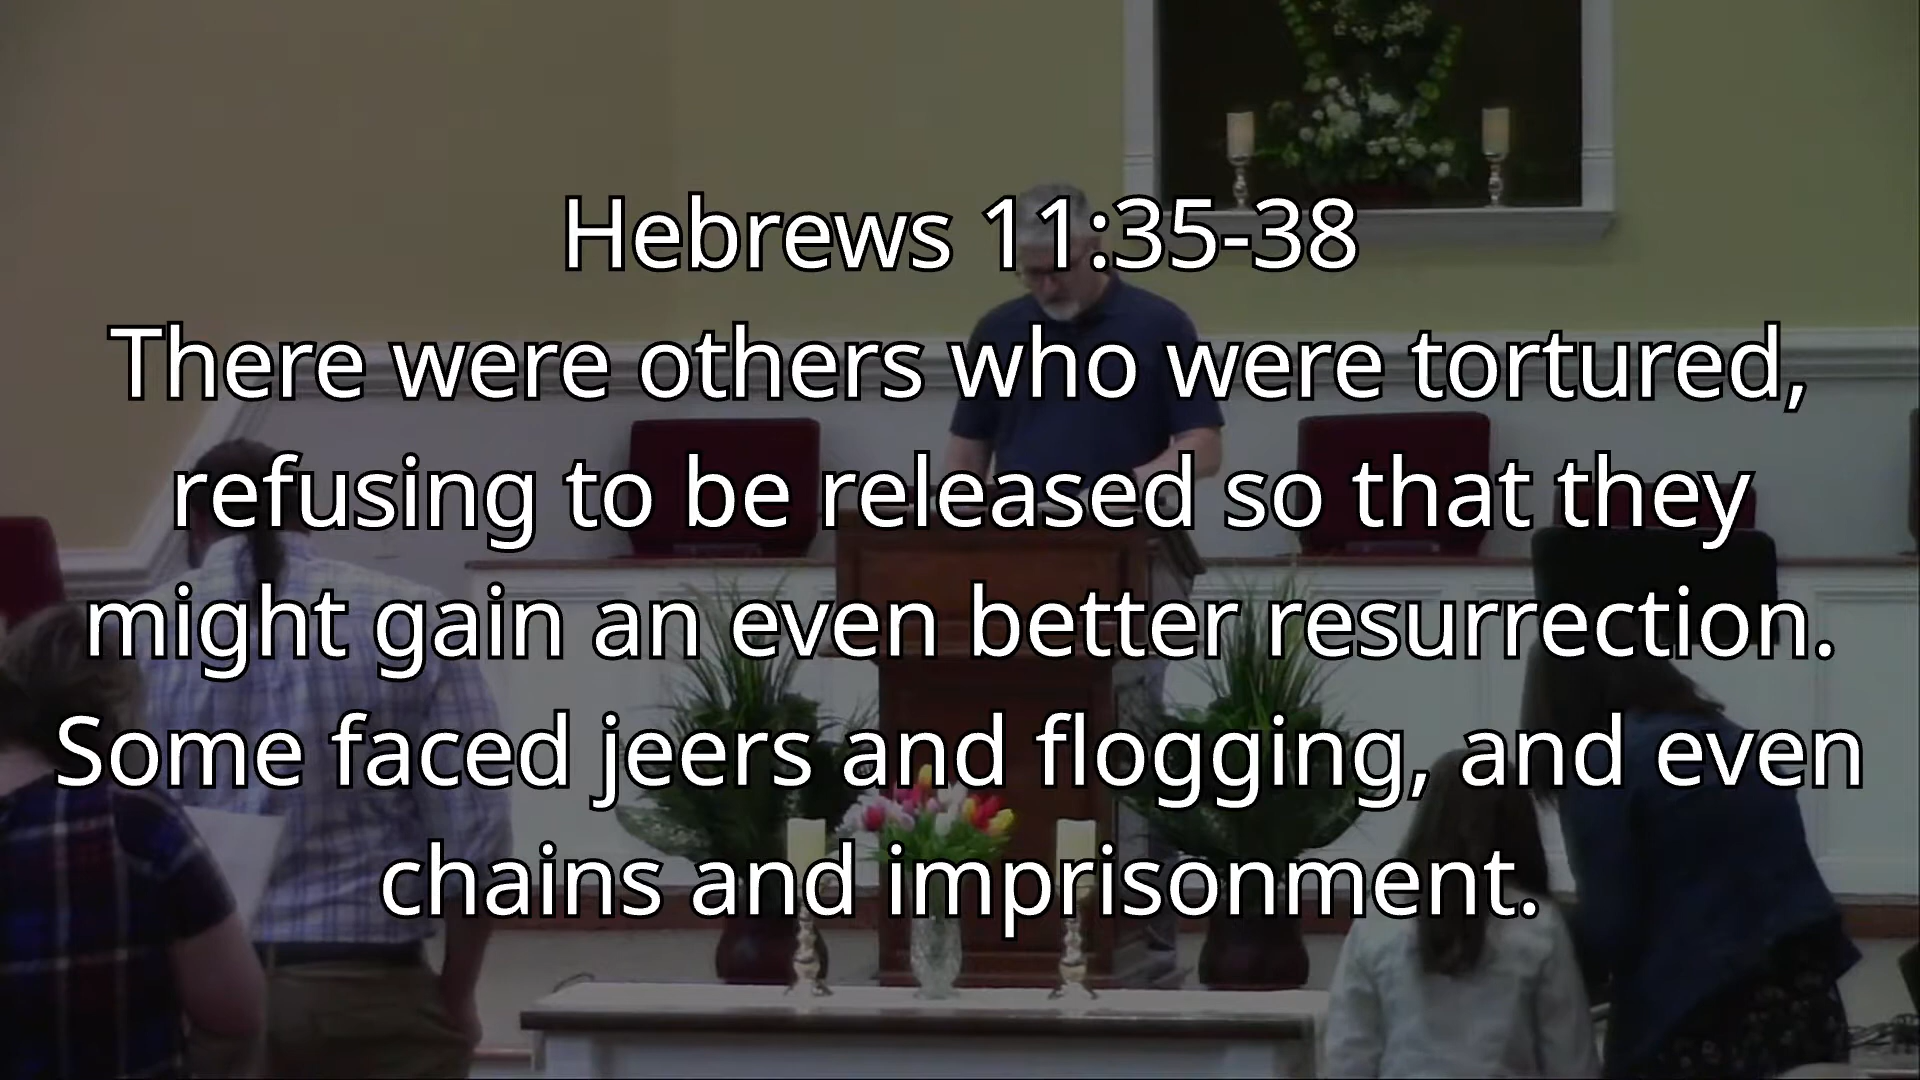 Hebrews 11:35-38
There were others who were tortured,
refusing to be released so that they
might gain an even better resurrection.
Some faced jeers and flogging, and even
chains and imprisonment.